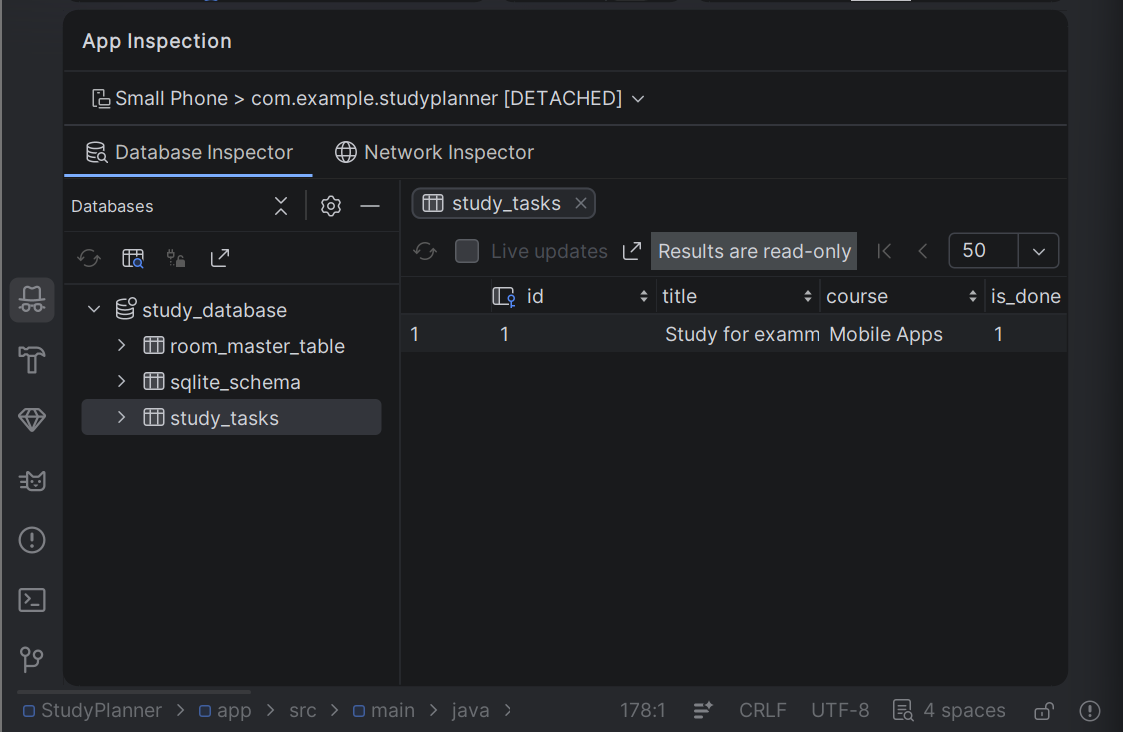 App Inspection
Small Phone > com.example.studyplanner [DETACHED]
Database Inspector Network Inspector
Databases
study_tasks
Live updates Results are read-only 50
study_database
room_master_table
sqlite_schema
study_tasks
id title course is_done
1 1 Study for examm Mobile Apps 1
StudyPlanner > app > src > main > java > 178:1 CRLF UTF-8 4 spaces